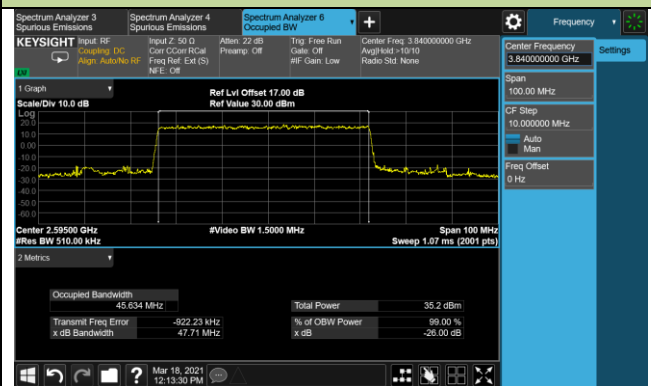 Spectrum Analyzer 3
Spurious Emissions
Spectrum Analyzer 4
Spurious Emissions
Spectrum Analyzer 6
Occupied BW
Frequency
KEYSIGHT
Input: RF
Coupling: DC
Align: Auto/No RF
Input Z: 50 Ω
Corr CCorr RCal
Freq Ref: Ext (S)
NFE: Off
Atten: 22 dB
Preamp: Off
Trig: Free Run
Gate: Off
#IF Gain: Low
Center Freq: 3.840000000 GHz
Avg|Hold:>10/10
Radio Std: None
Center Frequency
3.840000000 GHz
Settings
Span
100.00 MHz
CF Step
10.000000 MHz
Auto
Man
Freq Offset
0 Hz
1 Graph
Scale/Div 10.0 dB
Ref Lvl Offset 17.00 dB
Ref Value 30.00 dBm
Log
20.0
10.0
0.00
-10.0
-20.0
-30.0
-40.0
-50.0
-60.0
Center 2.59500 GHz
#Res BW 510.00 kHz
#Video BW 1.5000 MHz
Span 100 MHz
Sweep 1.07 ms (2001 pts)
2 Metrics
Occupied Bandwidth
45.634 MHz
Total Power 35.2 dBm
Transmit Freq Error -922.23 kHz
% of OBW Power 99.00 %
x dB Bandwidth 47.71 MHz
x dB -26.00 dB
Mar 18, 2021
12:13:30 PM